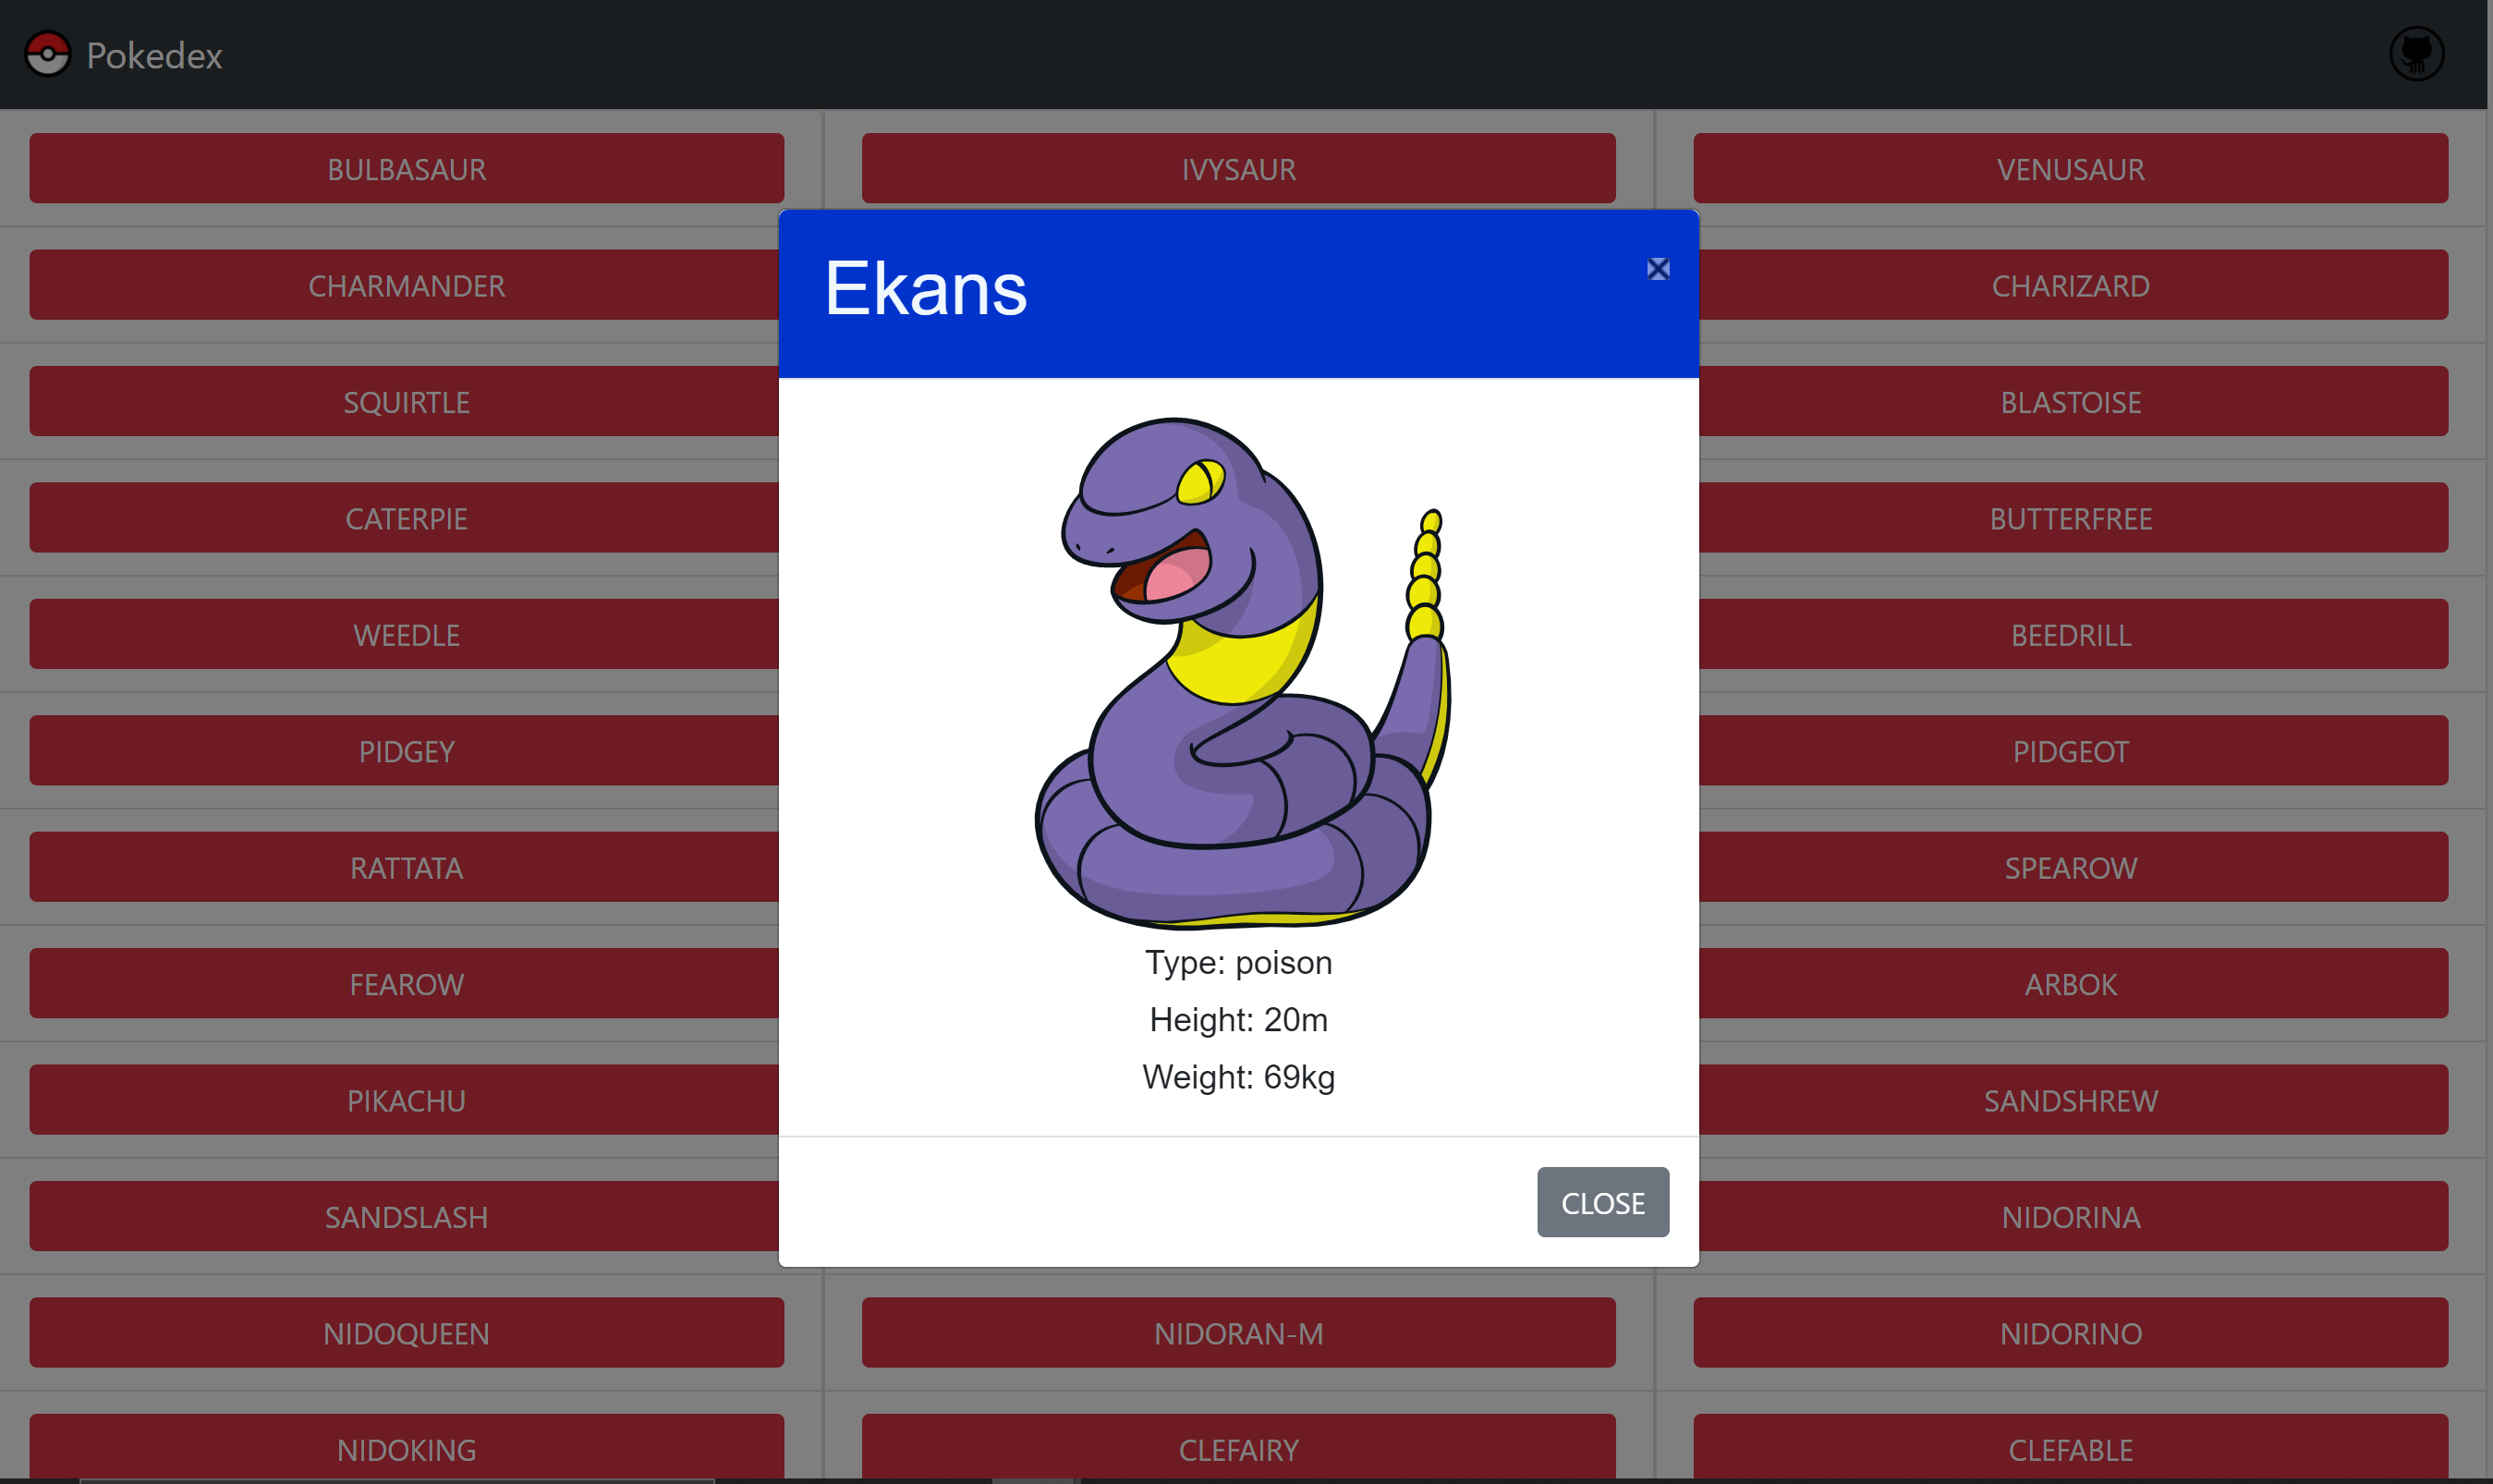 Pokedex
BULBASAUR
IVYSAUR
VENUSAUR
CHARMANDER
CHARIZARD
SQUIRTLE
BLASTOISE
CATERPIE
BUTTERFREE
WEEDLE
BEEDRILL
PIDGEY
PIDGEOT
RATTATA
SPEAROW
FEAROW
ARBOK
PIKACHU
SANDSHREW
SANDSLASH
NIDORINA
NIDOQUEEN
NIDORAN-M
NIDORINO
NIDOKING
CLEFAIRY
CLEFABLE
Ekans
Type: poison
Height: 20m
Weight: 69kg
CLOSE